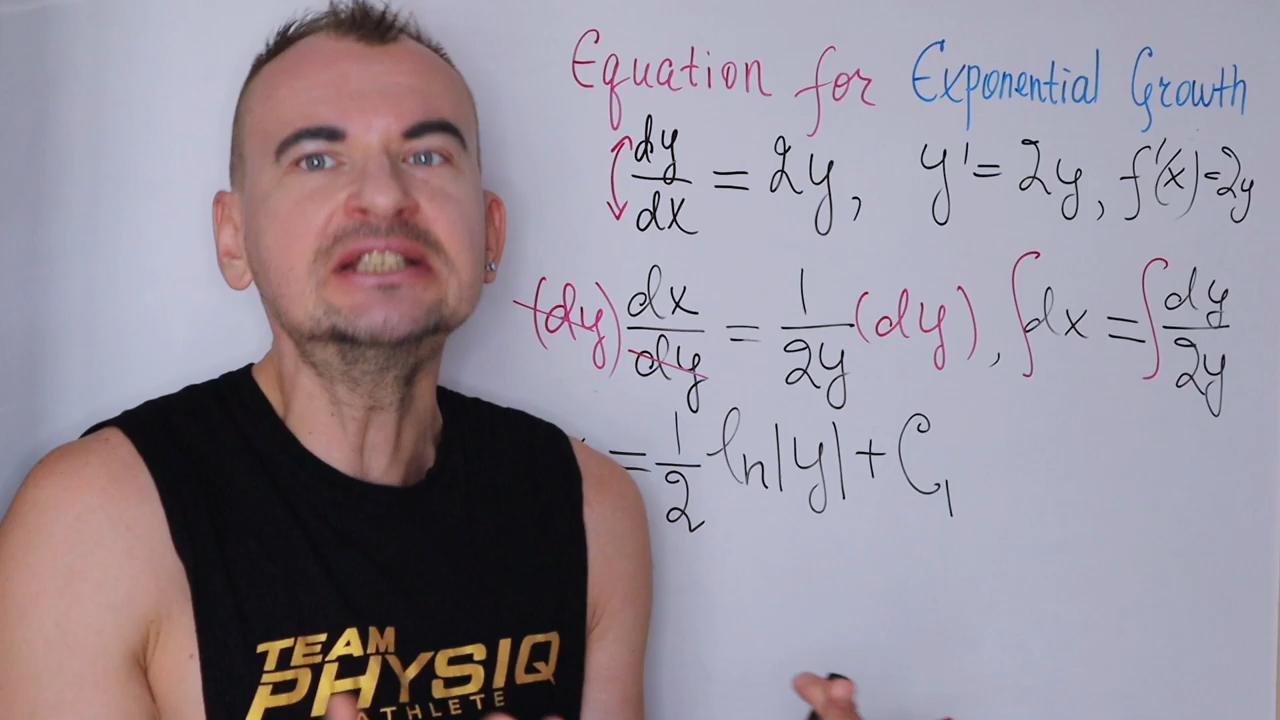 Equation for Exponential Growth
dy/dx = 2y, y' = 2y, f'(x)=2y
(dy) dx/dy = 1/2y (dy), ∫dx = ∫dy/2y
= 1/2 ln|y| + C₁
TEAM
PHYSIQ
ATHLETE